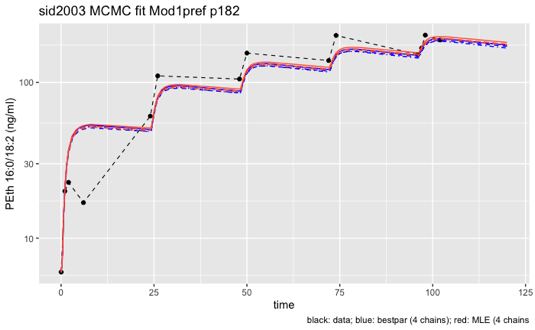 sid2003 MCMC fit Mod1pref p182
PEth 16:0/18:2 (ng/ml)
100
30
10
0
25
50
75
100
125
time
black: data; blue: bestpar (4 chains); red: MLE (4 chains